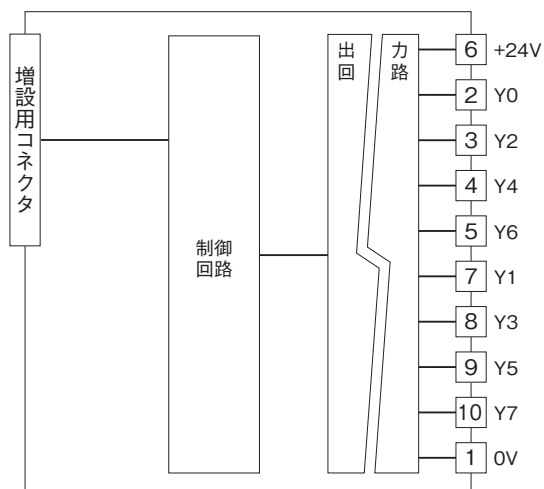 増設用コネクタ
制御
回路
出力
回路
6 +24V
2 Y0
3 Y2
4 Y4
5 Y6
7 Y1
8 Y3
9 Y5
10 Y7
1 0V